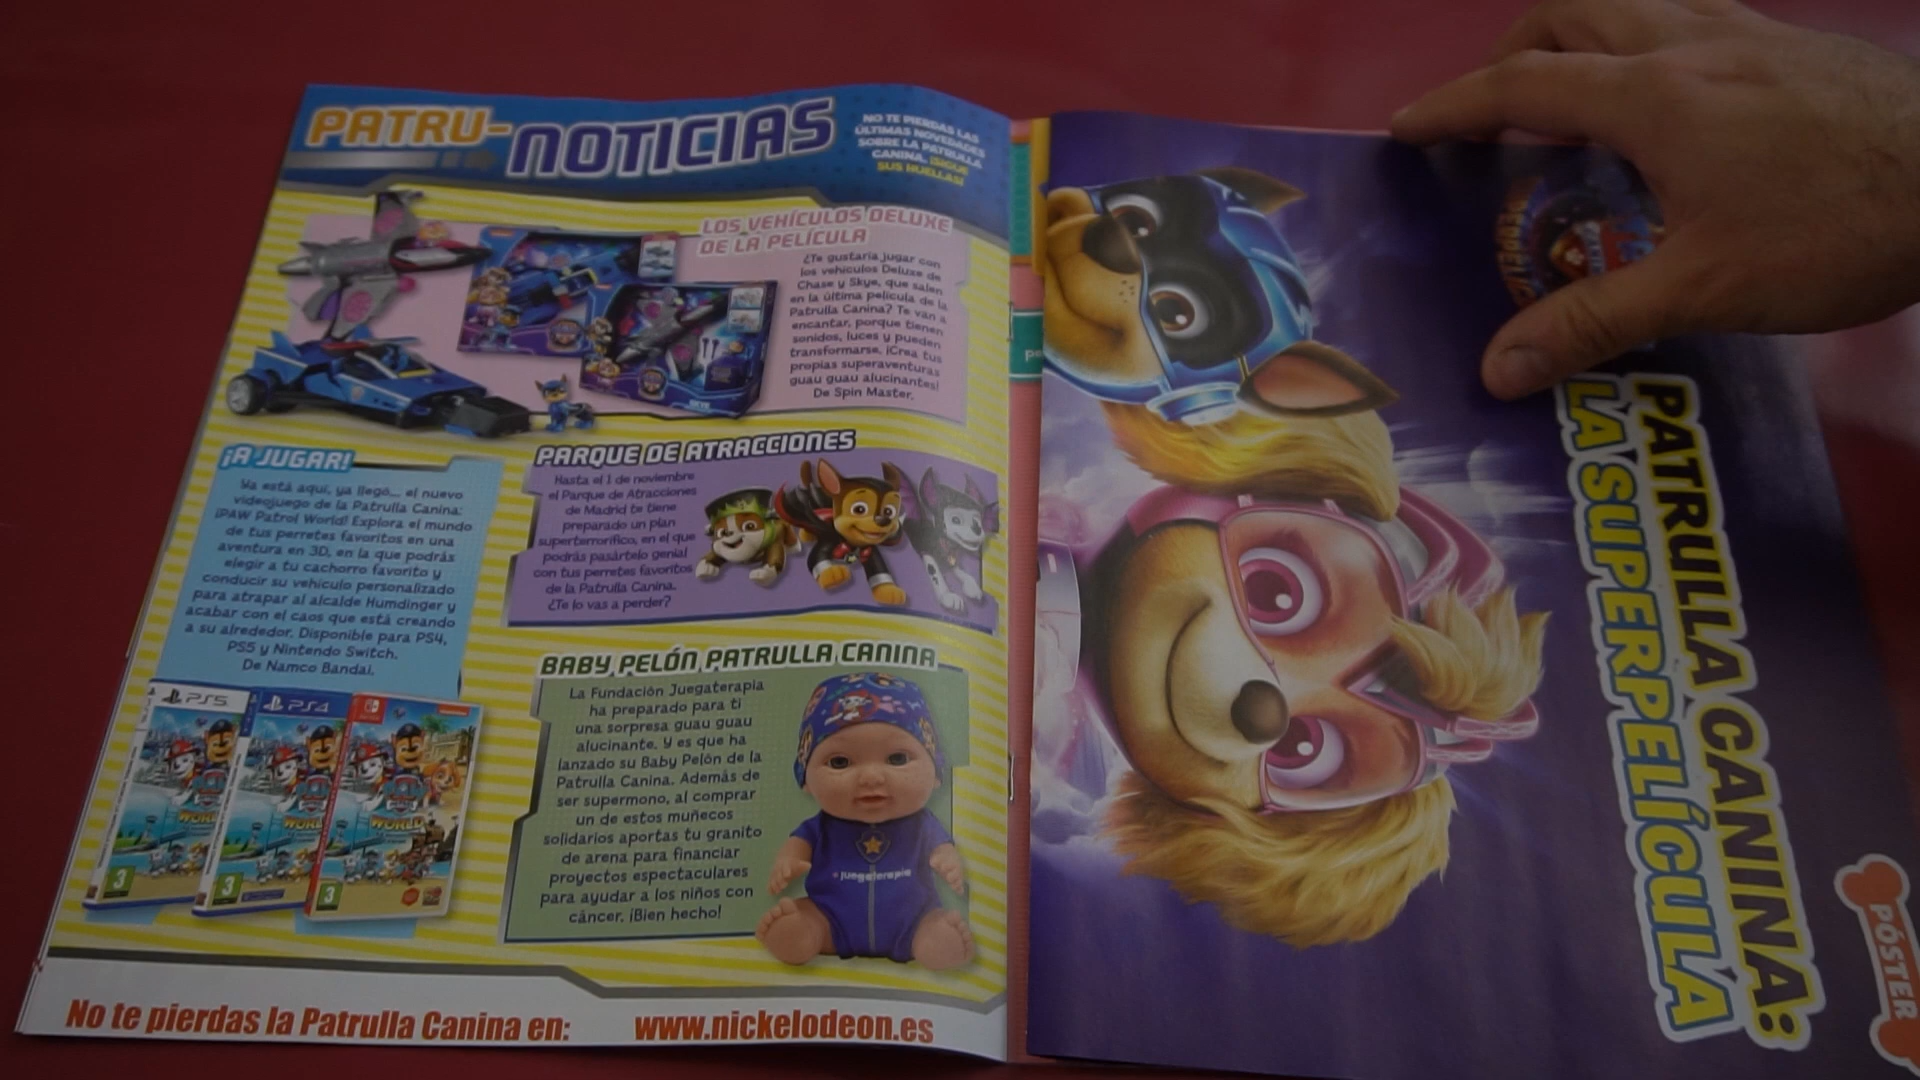 PATRU-
NOTICIAS
NO TE PIERDAS LAS
ÚLTIMAS NOVEDADES
SOBRE LA PATRULLA
CANINA. ¡SIGUE
SUS HUELLAS!
LOS VEHÍCULOS DELUXE
DE LA PELÍCULA
¿Te gustaría jugar con
los vehículos Deluxe de
Chase y Skye, que salen
en la última película de la
Patrulla Canina? Te van a
encantar, porque tienen
sonidos, luces y pueden
transformarse. ¡Crea tus
propias superaventuras
guau guau alucinantes!
De Spin Master.
¡A JUGAR!
Ya está aquí, ya llegó... el nuevo
videojuego de la Patrulla Canina:
¡PAW Patrol World! Explora el mundo
de tus perretes favoritos en una
aventura en 3D, en la que podrás
elegir a tu cachorro favorito y
conducir su vehículo personalizado
para atrapar al alcalde Humdinger y
acabar con el caos que está creando
a su alrededor. Disponible para PS4,
PS5 y Nintendo Switch.
De Namco Bandai.
PS5
PS4
WORLD
WORLD
WORLD
3
3
3
PARQUE DE ATRACCIONES
Hasta el 1 de noviembre
el Parque de Atracciones
de Madrid te tiene
preparado un plan
superterrorífico, en el que
podrás pasártelo genial
con tus perretes favoritos
de la Patrulla Canina.
¿Te lo vas a perder?
BABY PELÓN PATRULLA CANINA
La Fundación Juegaterapia
ha preparado para ti
una sorpresa guau guau
alucinante. Y es que ha
lanzado su Baby Pelón de la
Patrulla Canina. Además de
ser supermono, al comprar
un de estos muñecos
solidarios aportas tu granito
de arena para financiar
proyectos espectaculares
para ayudar a los niños con
cáncer. ¡Bien hecho!
juegaterapia
No te pierdas la Patrulla Canina en: www.nickelodeon.es
pe
PATRULLA CANINA:
LA SUPERPELÍCULA
PÓSTER